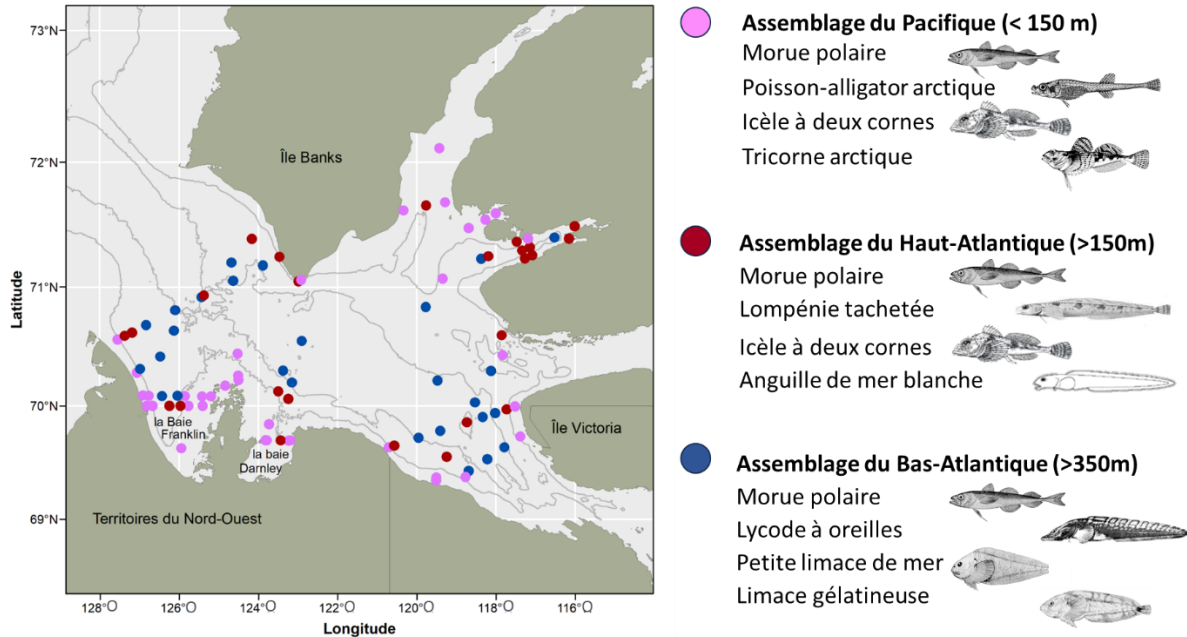 73°N
72°N
71°N
70°N
69°N
Latitude
Île Banks
la Baie
Franklin
la baie
Darnley
Île Victoria
Territoires du Nord-Ouest
128°O
126°O
124°O
122°O
120°O
118°O
116°O
Longitude
Assemblage du Pacifique (< 150 m)
Morue polaire
Poisson-alligator arctique
Icèle à deux cornes
Tricorne arctique
Assemblage du Haut-Atlantique (>150m)
Morue polaire
Lompénie tachetée
Icèle à deux cornes
Anguille de mer blanche
Assemblage du Bas-Atlantique (>350m)
Morue polaire
Lycode à oreilles
Petite limace de mer
Limace gélatineuse